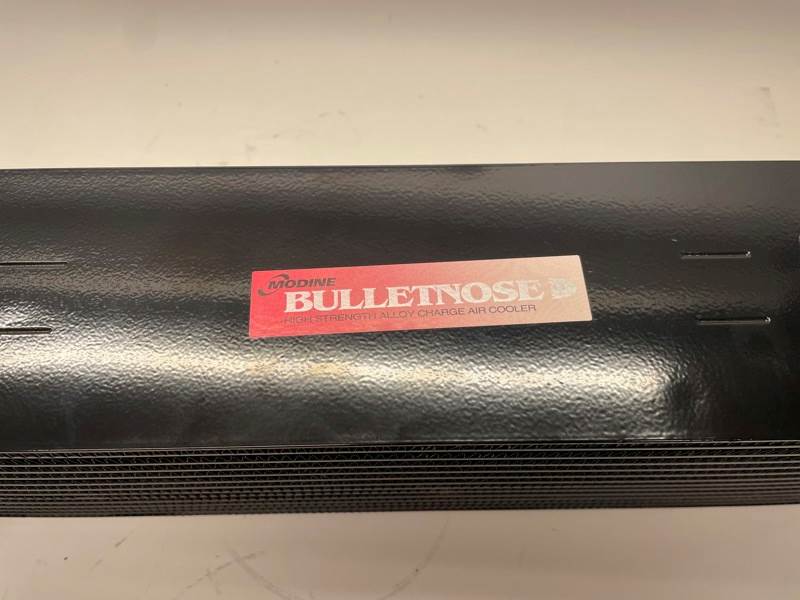 MODINE
BULLETNOSE
HIGH STRENGTH ALLOY CHARGE AIR COOLER